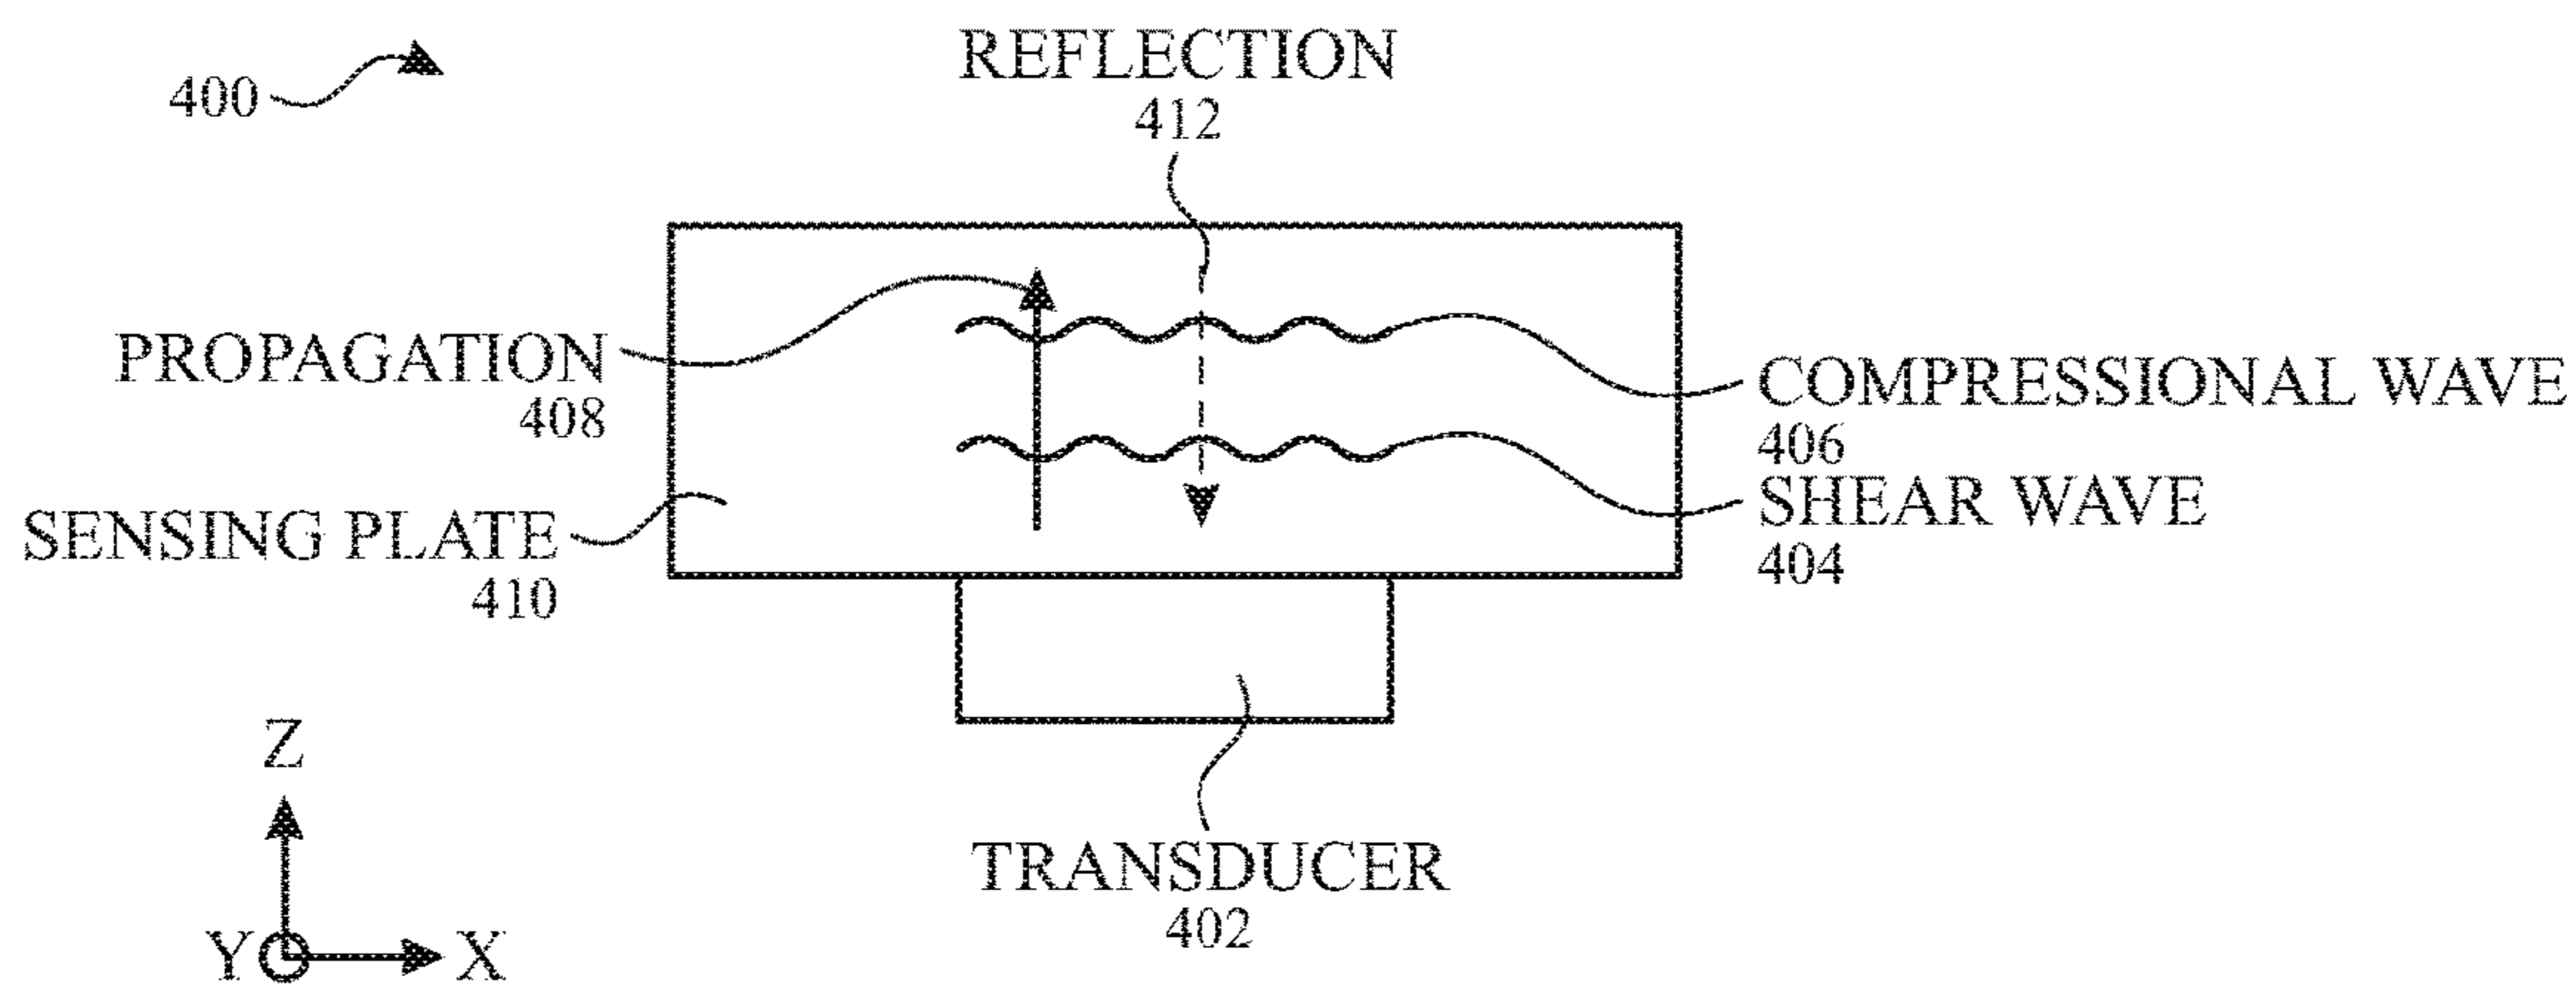 400
REFLECTION
412
PROPAGATION
408
COMPRESSIONAL WAVE
406
SENSING PLATE
410
SHEAR WAVE
404
TRANSDUCER
402
Z
Y
X